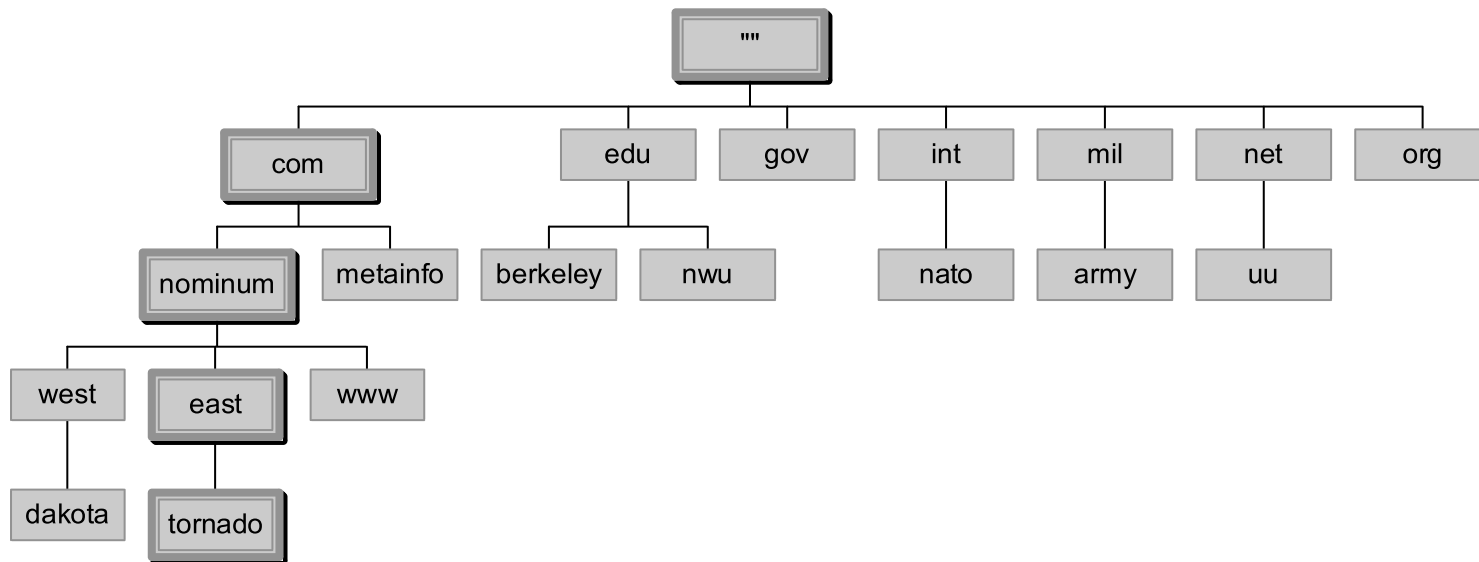 ""
com
edu
gov
int
mil
net
org
nominum
metainfo
berkeley
nwu
nato
army
uu
west
east
www
dakota
tornado